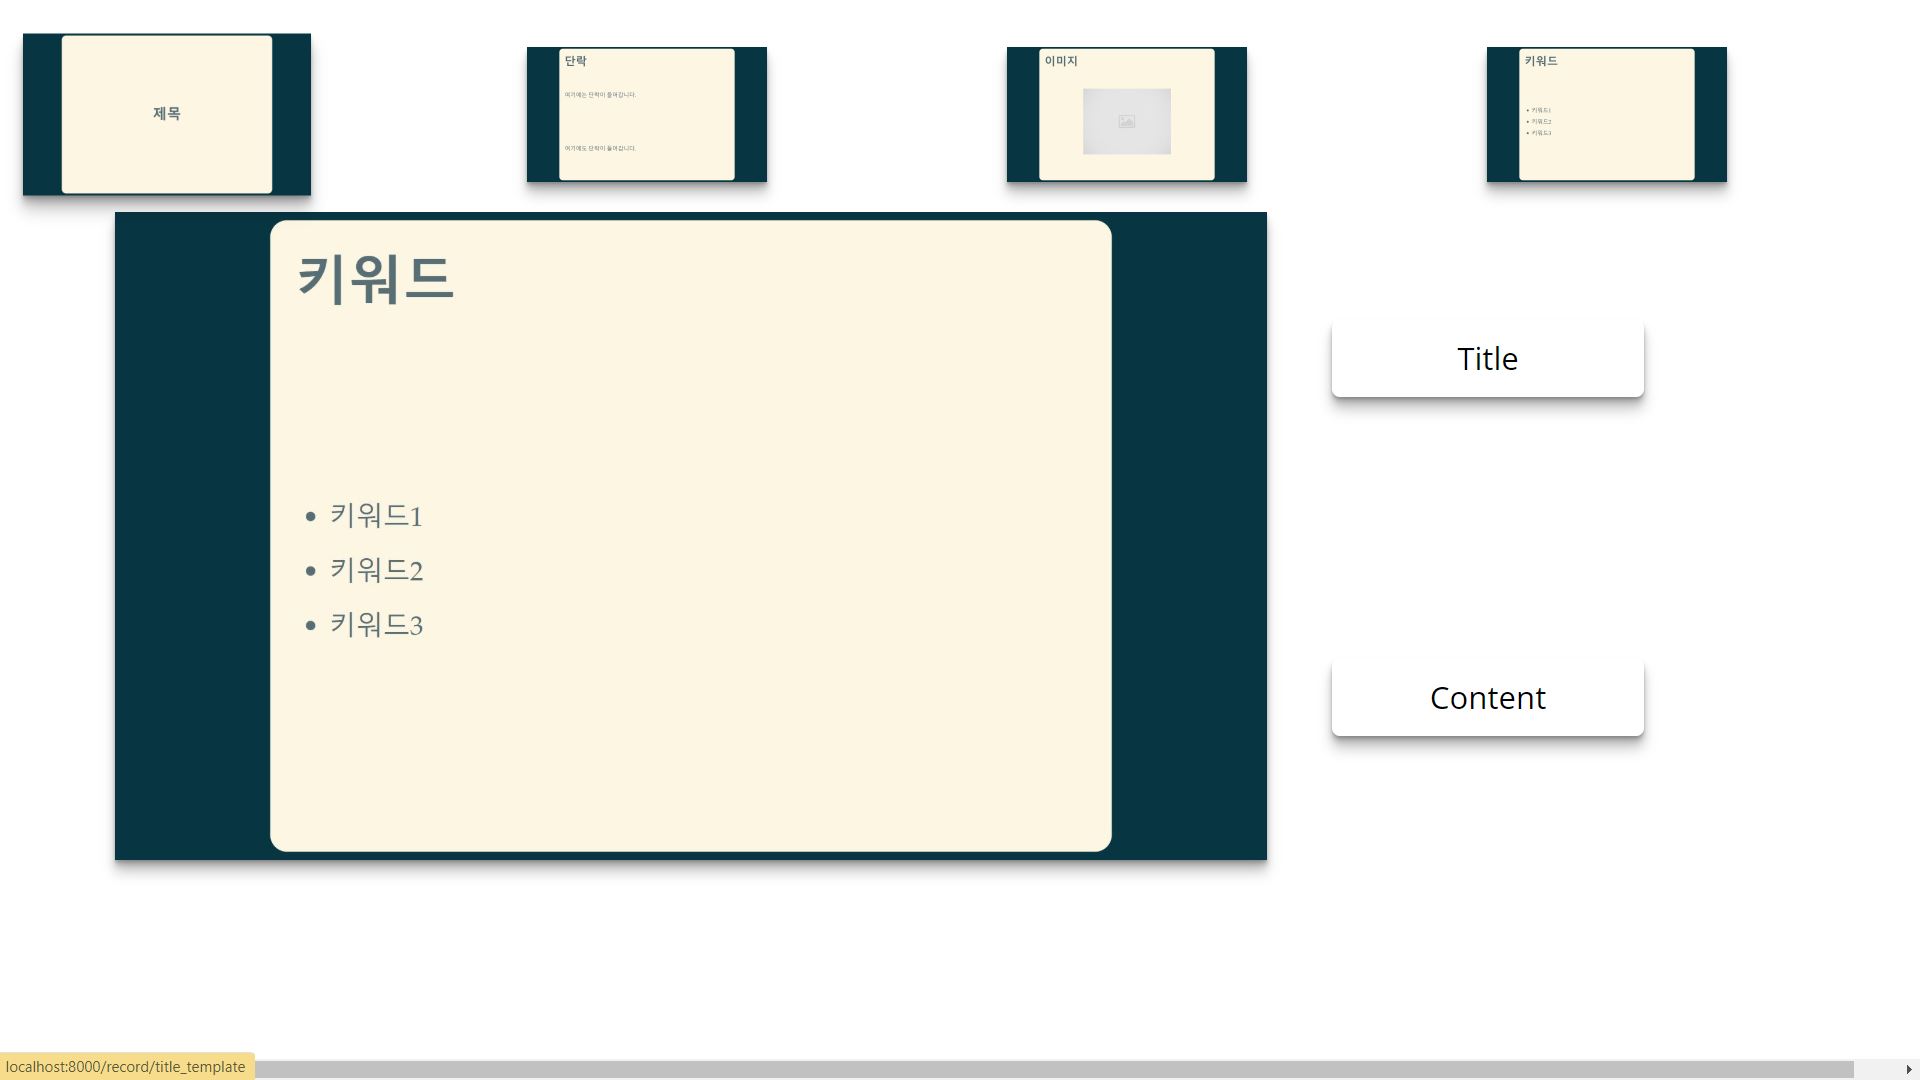 제목
단락
여기에는 단락이 들어갑니다.
여기에도 단락이 들어갑니다.
이미지
키워드
• 키워드1
• 키워드2
• 키워드3
키워드
• 키워드1
• 키워드2
• 키워드3
Title
Content
localhost:8000/record/title_template